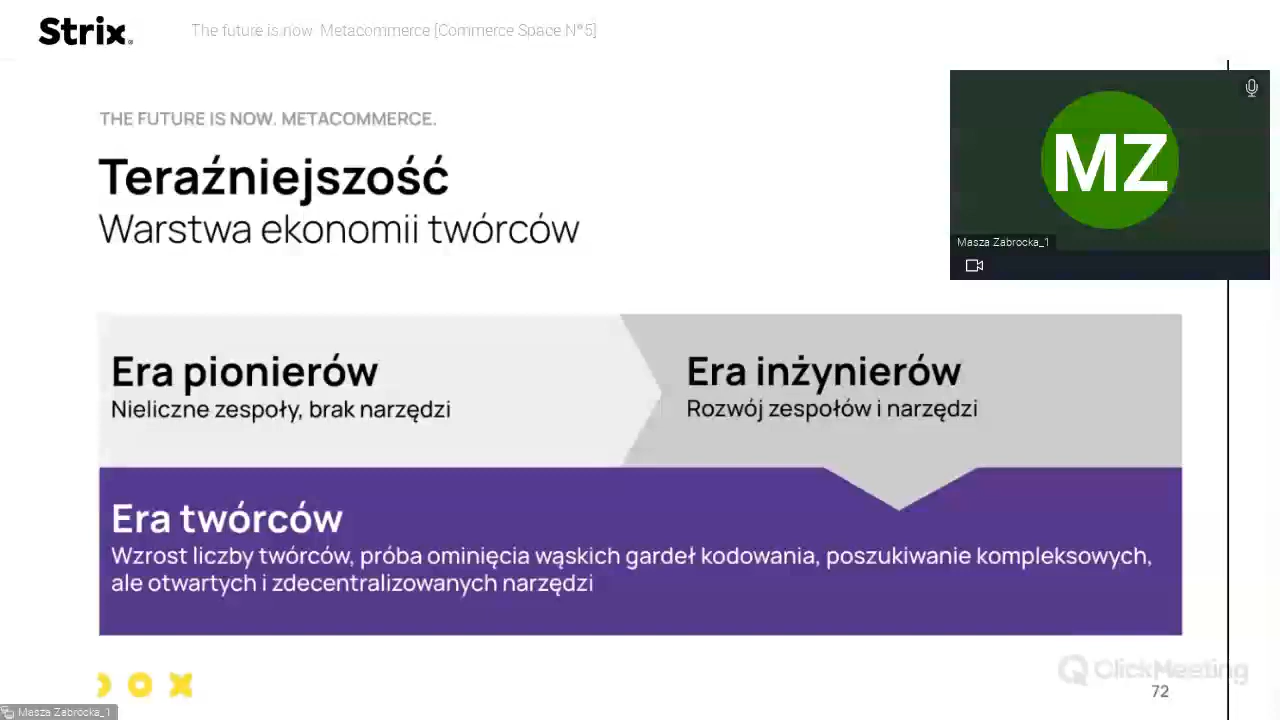 Strix
The future is now. Metacommerce [Commerce Space N°5]
THE FUTURE IS NOW. METACOMMERCE.
Teraźniejszość
Warstwa ekonomii twórców
MZ
Masza Zabrocka_1
Era pionierów
Nieliczne zespoły, brak narzędzi
Era inżynierów
Rozwój zespołów i narzędzi
Era twórców
Wzrost liczby twórców, próba ominięcia wąskich gardeł kodowania, poszukiwanie kompleksowych,
ale otwartych i zdecentralizowanych narzędzi
ClickMeeting
72
Masza Zabrocka_1